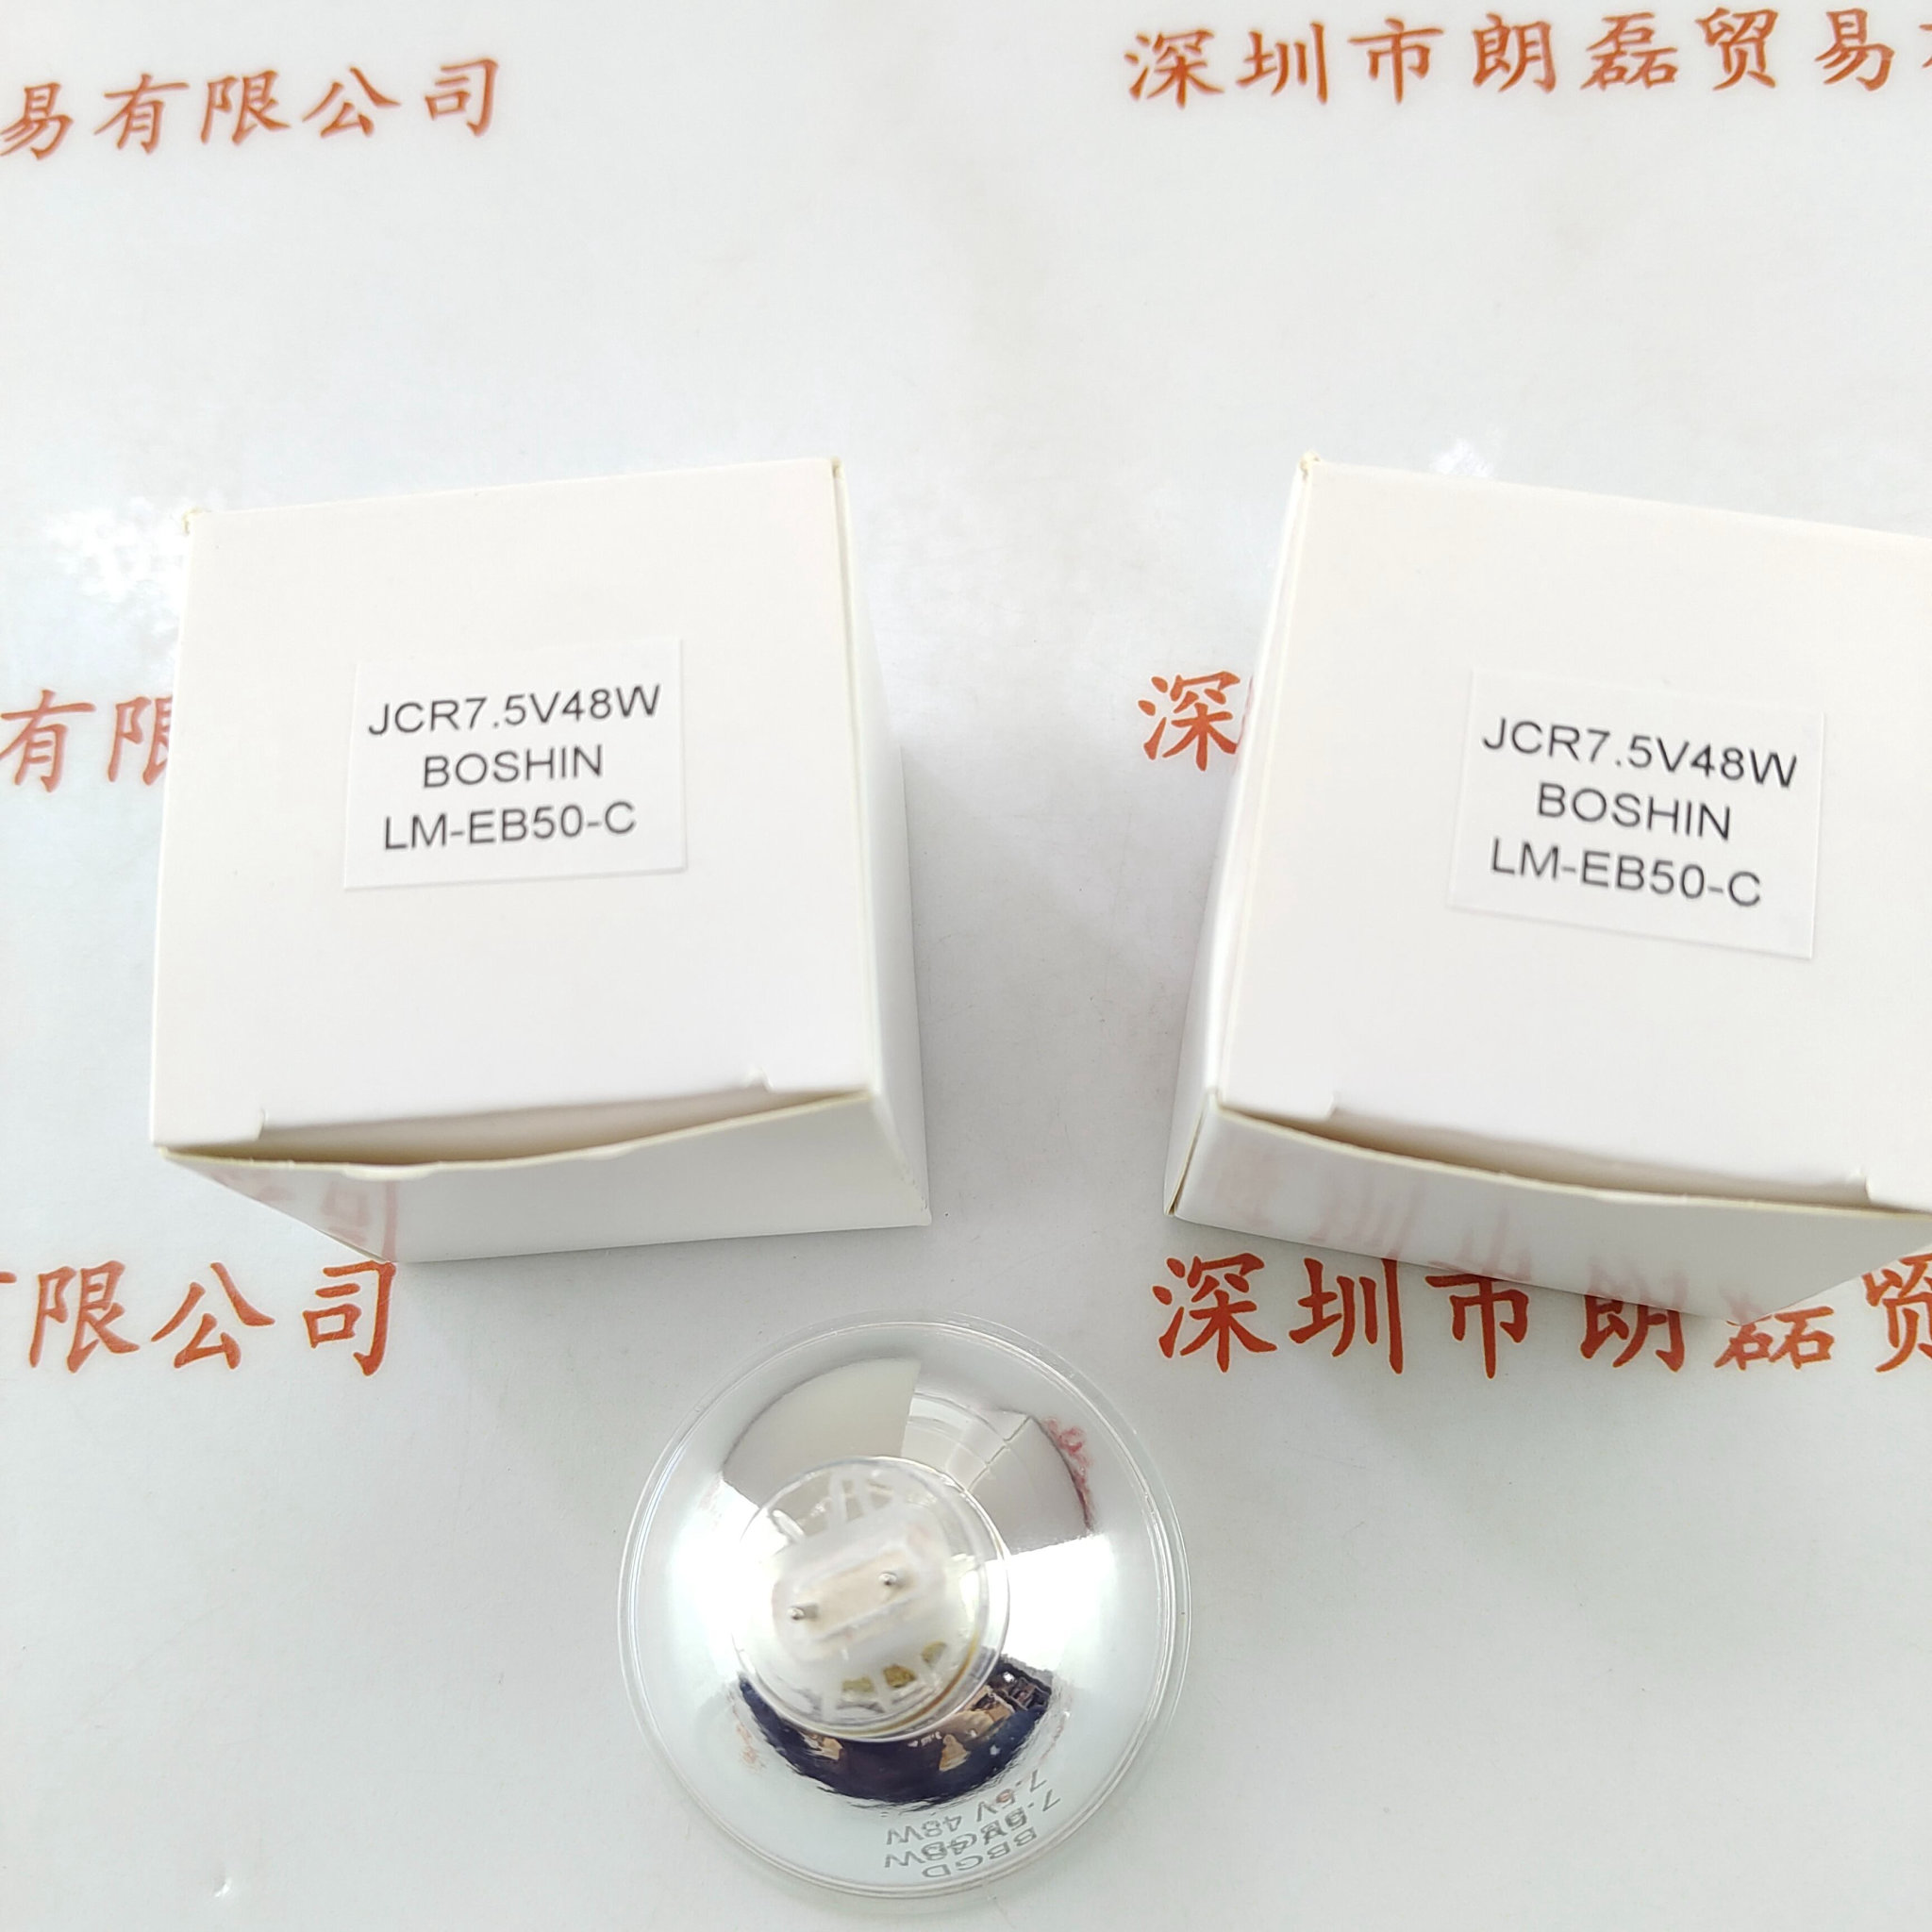 易有限公司
深圳市朗磊贸易
JCR7.5V48W
BOSHIN
LM-EB50-C
JCR7.5V48W
BOSHIN
LM-EB50-C
有限
深
限公司
深圳市朗磊贸
7.5V 48W
BBGD